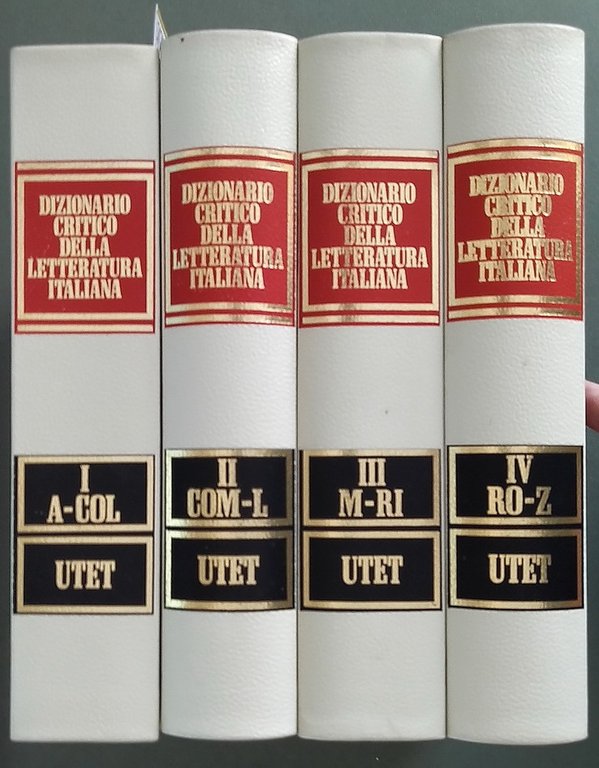 DIZIONARIO
CRITICO
DELLA
LETTERATURA
ITALIANA
I
A-COL
UTET
DIZIONARIO
CRITICO
DELLA
LETTERATURA
ITALIANA
II
COM-L
UTET
DIZIONARIO
CRITICO
DELLA
LETTERATURA
ITALIANA
III
M-RI
UTET
DIZIONARIO
CRITICO
DELLA
LETTERATURA
ITALIANA
IV
RO-Z
UTET